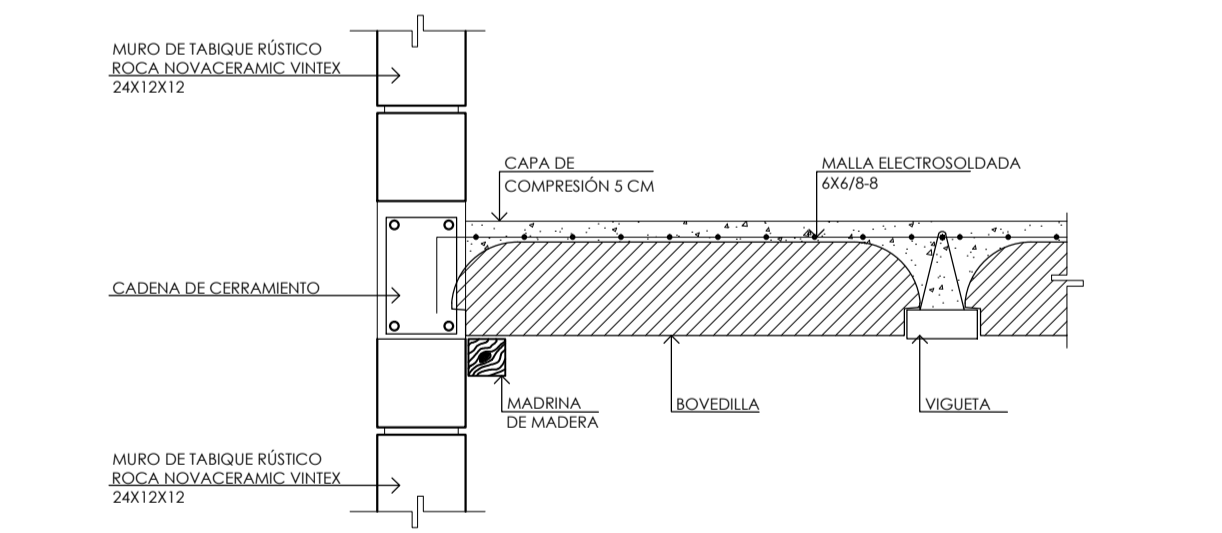 MURO DE TABIQUE RÚSTICO
ROCA NOVACERAMIC VINTEX
24X12X12
CAPA DE
COMPRESIÓN 5 CM
MALLA ELECTROSOLDADA
6X6/8-8
CADENA DE CERRAMIENTO
MADRINA
DE MADERA
BOVEDILLA
VIGUETA
MURO DE TABIQUE RÚSTICO
ROCA NOVACERAMIC VINTEX
24X12X12